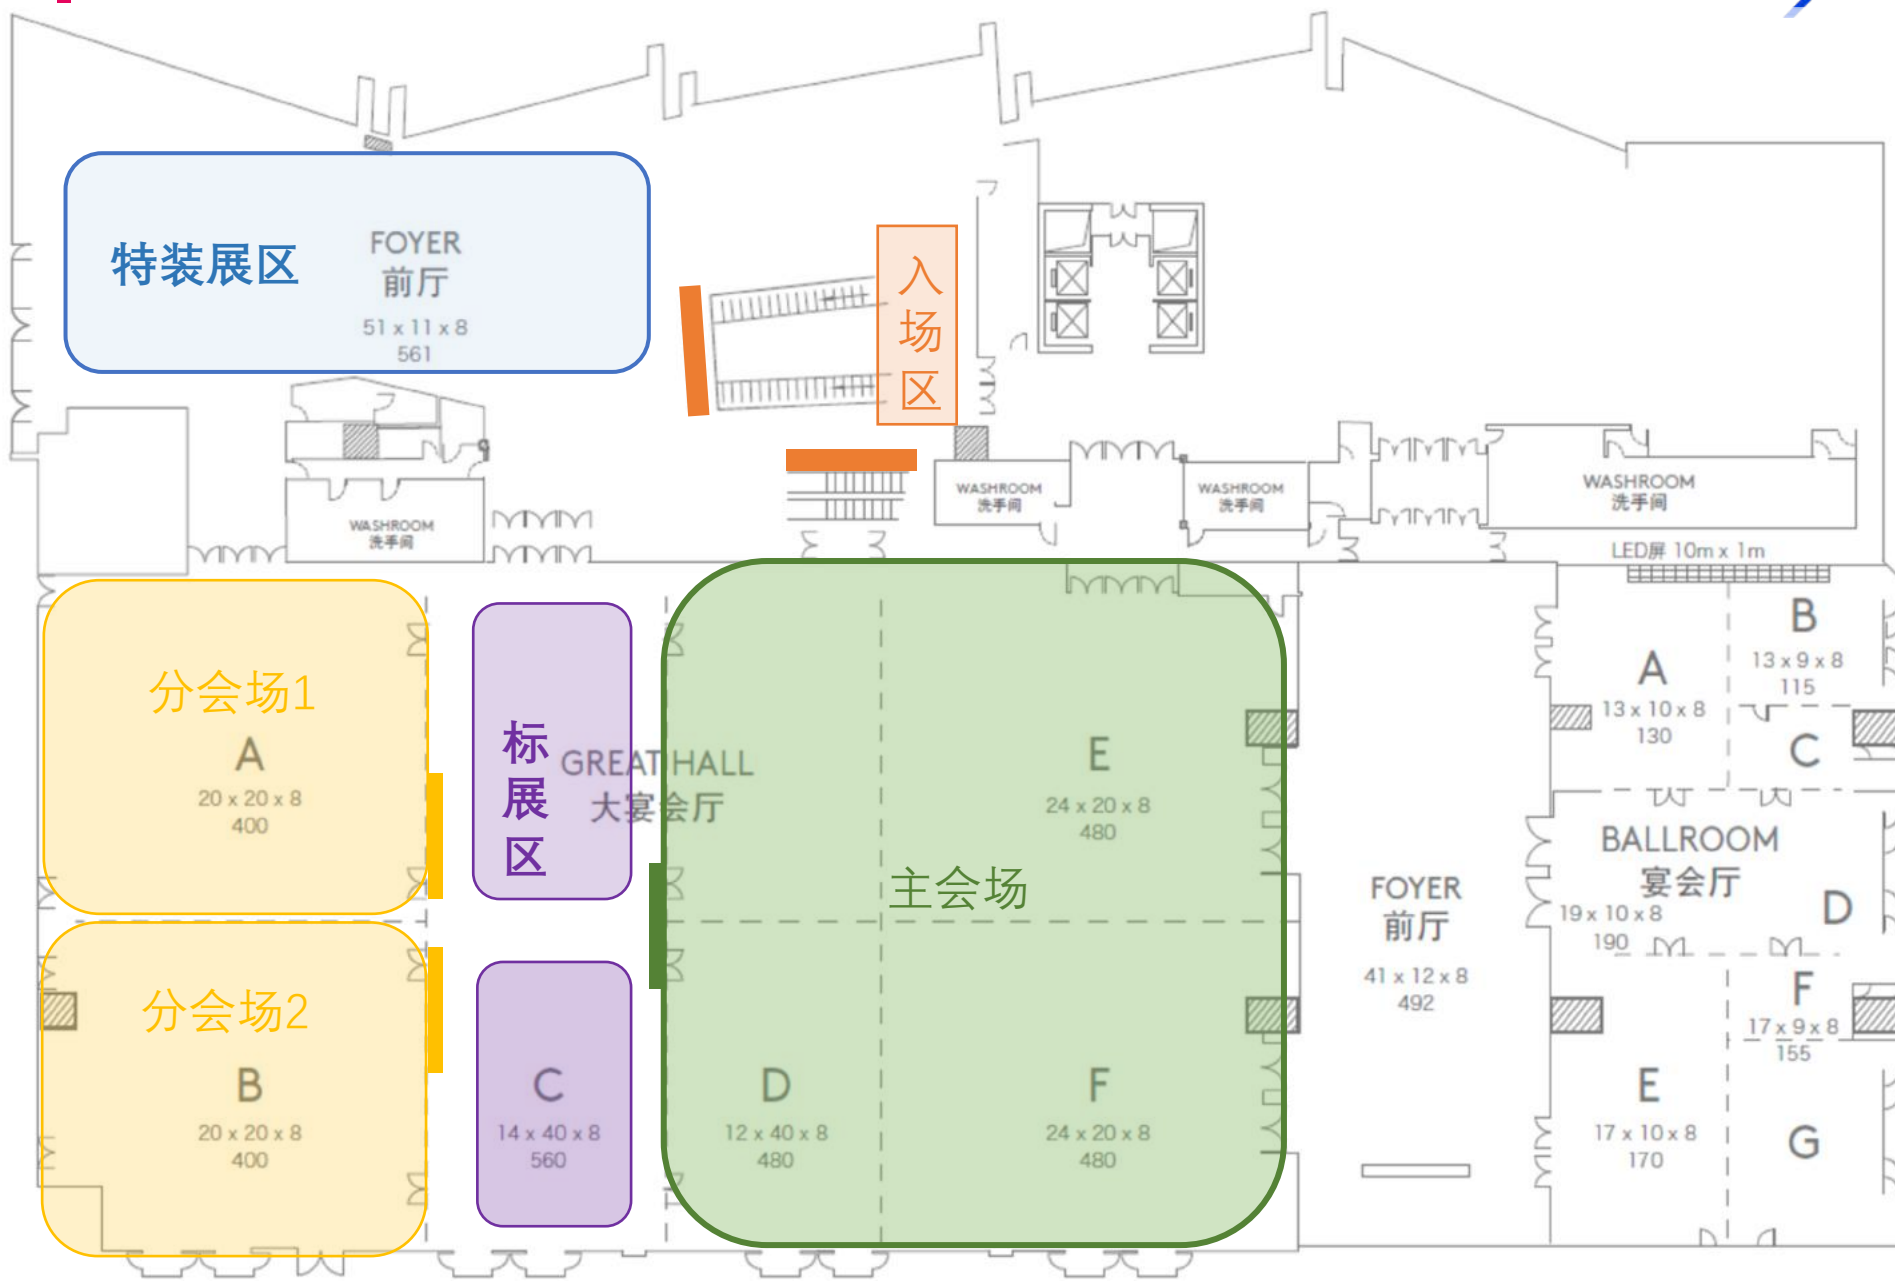 特装展区
FOYER
前厅
51 x 11 x 8
561
入
场
区
WASHROOM
洗手间
WASHROOM
洗手间
WASHROOM
洗手间
WASHROOM
洗手间
LED屏 10m x 1m
分会场1
A
20 x 20 x 8
400
分会场2
B
20 x 20 x 8
400
标
展
区
GREAT HALL
大宴会厅
C
14 x 40 x 8
560
D
12 x 40 x 8
480
主会场
E
24 x 20 x 8
480
F
24 x 20 x 8
480
FOYER
前厅
41 x 12 x 8
492
A
13 x 10 x 8
130
B
13 x 9 x 8
115
C
BALLROOM
宴会厅
D
19 x 10 x 8
190
F
17 x 9 x 8
155
E
17 x 10 x 8
170
G